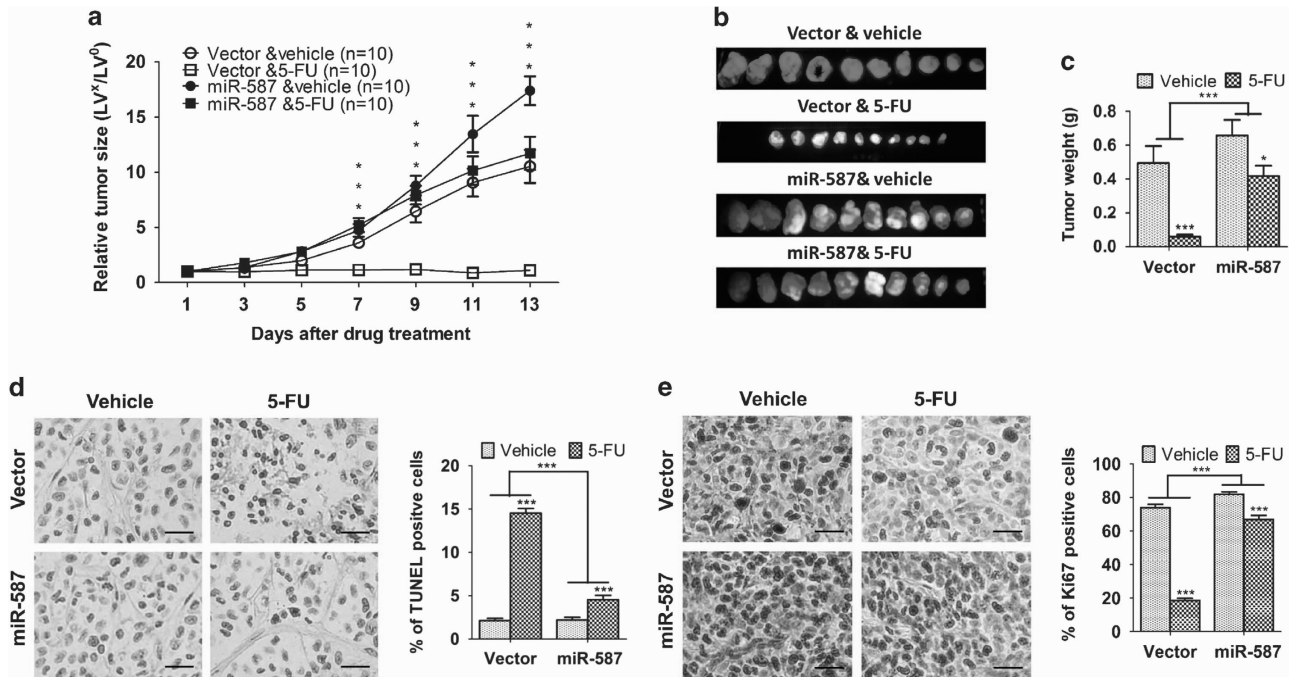 a
Relative tumor size (LVˣ/LV⁰)
Vector &vehicle (n=10)
Vector &5-FU (n=10)
miR-587 &vehicle (n=10)
miR-587 &5-FU (n=10)
20
15
10
5
0
* * *
* * *
* * *
* * *
1 3 5 7 9 11 13
Days after drug treatment
b
Vector & vehicle
Vector & 5-FU
miR-587& vehicle
miR-587& 5-FU
c
Vehicle 5-FU
Tumor weight (g)
0.8
0.6
0.4
0.2
0.0
***
***
*
Vector miR-587
d
Vehicle 5-FU
Vector
miR-587
Vehicle 5-FU
% of TUNEL positive cells
20
15
10
5
0
***
***
***
Vector miR-587
e
Vehicle 5-FU
Vector
miR-587
Vehicle 5-FU
% of Ki67 positive cells
100
80
60
40
20
0
***
***
***
Vector miR-587